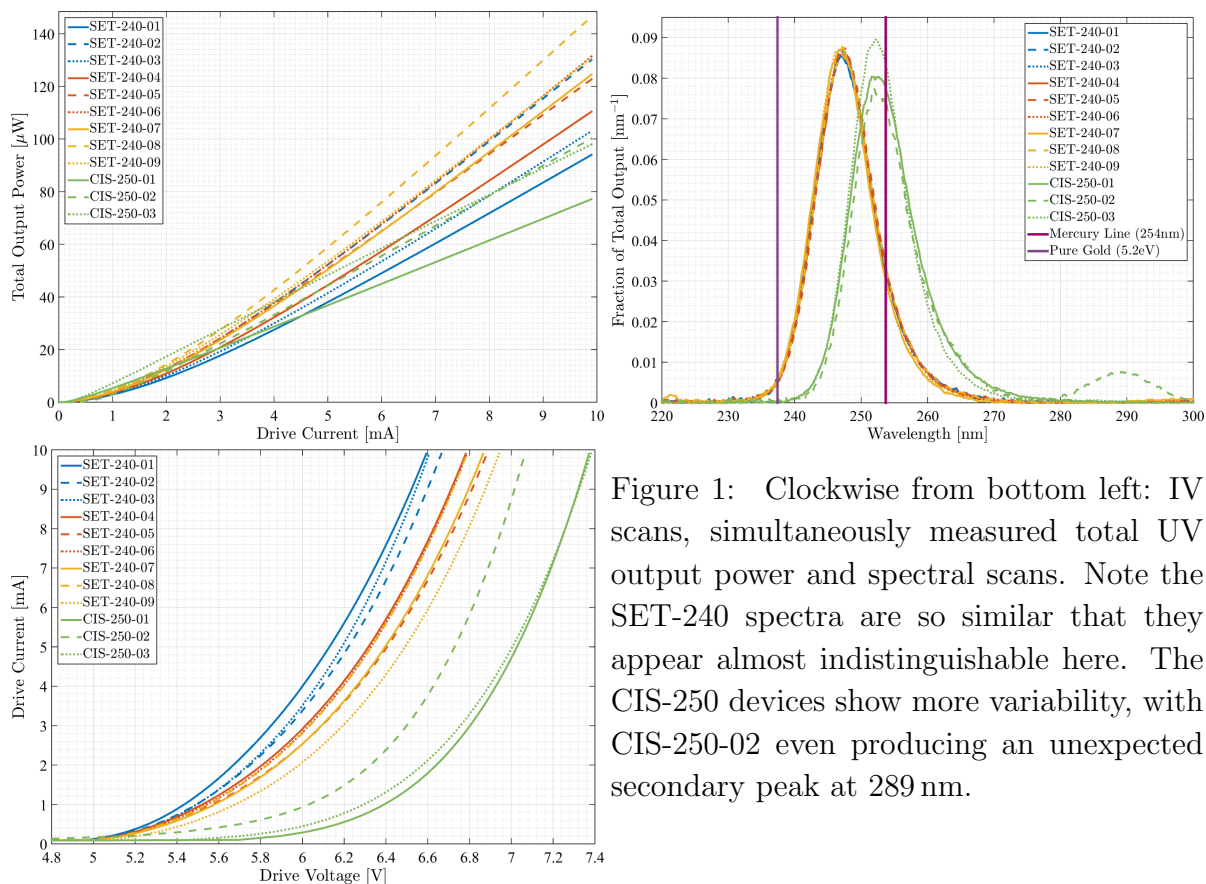 Total Output Power [μW]
140
120
100
80
60
40
20
0
SET-240-01
SET-240-02
SET-240-03
SET-240-04
SET-240-05
SET-240-06
SET-240-07
SET-240-08
SET-240-09
CIS-250-01
CIS-250-02
CIS-250-03
0 1 2 3 4 5 6 7 8 9 10
Drive Current [mA]
Fraction of Total Output [nm⁻¹]
0.09
0.08
0.07
0.06
0.05
0.04
0.03
0.02
0.01
0
SET-240-01
SET-240-02
SET-240-03
SET-240-04
SET-240-05
SET-240-06
SET-240-07
SET-240-08
SET-240-09
CIS-250-01
CIS-250-02
CIS-250-03
Mercury Line (254nm)
Pure Gold (5.2eV)
220 230 240 250 260 270 280 290 300
Wavelength [nm]
Drive Current [mA]
10
9
8
7
6
5
4
3
2
1
0
SET-240-01
SET-240-02
SET-240-03
SET-240-04
SET-240-05
SET-240-06
SET-240-07
SET-240-08
SET-240-09
CIS-250-01
CIS-250-02
CIS-250-03
4.8 5 5.2 5.4 5.6 5.8 6 6.2 6.4 6.6 6.8 7 7.2 7.4
Drive Voltage [V]
Figure 1: Clockwise from bottom left: IV
scans, simultaneously measured total UV
output power and spectral scans. Note the
SET-240 spectra are so similar that they
appear almost indistinguishable here. The
CIS-250 devices show more variability, with
CIS-250-02 even producing an unexpected
secondary peak at 289 nm.